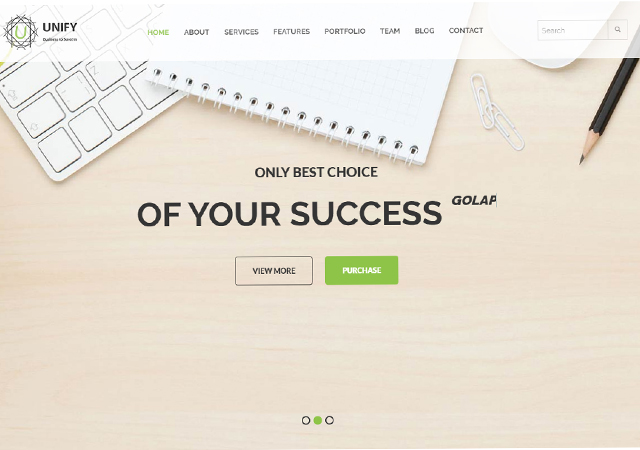 UNIFY
Business to Success
HOME ABOUT SERVICES FEATURES PORTFOLIO TEAM BLOG CONTACT
Search
ONLY BEST CHOICE
OF YOUR SUCCESS GOLAP
VIEW MORE PURCHASE